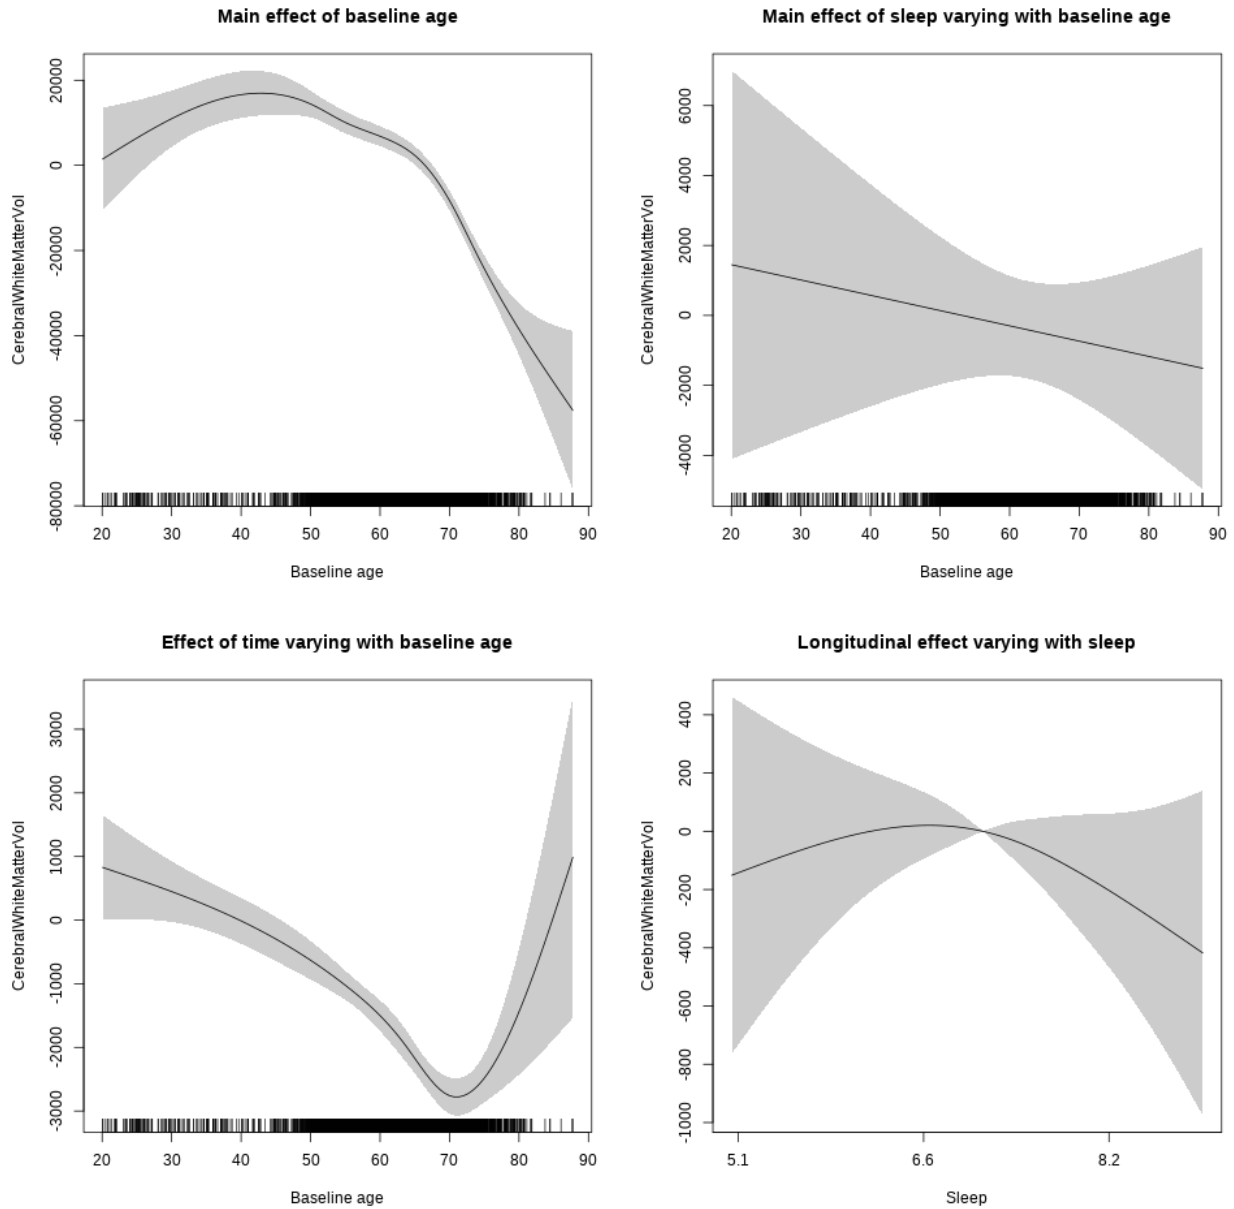 Main effect of baseline age
CerebralWhiteMatterVol
20000
0
-20000
-40000
-60000
-80000
20 30 40 50 60 70 80 90
Baseline age
Main effect of sleep varying with baseline age
CerebralWhiteMatterVol
6000
4000
2000
0
-2000
-4000
20 30 40 50 60 70 80 90
Baseline age
Effect of time varying with baseline age
CerebralWhiteMatterVol
3000
2000
1000
0
-1000
-2000
-3000
20 30 40 50 60 70 80 90
Baseline age
Longitudinal effect varying with sleep
CerebralWhiteMatterVol
400
200
0
-200
-400
-600
-800
-1000
5.1 6.6 8.2
Sleep